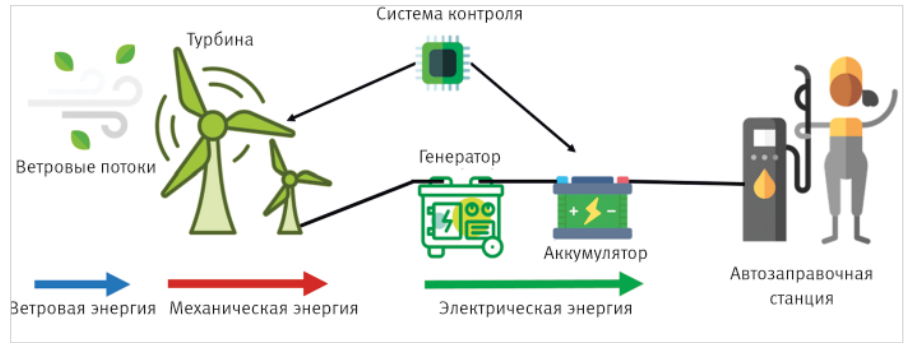 Система контроля
Турбина
Ветровые потоки
Генератор
+ -
Аккумулятор
Автозаправочная
станция
Ветровая энергия
Механическая энергия
Электрическая энергия